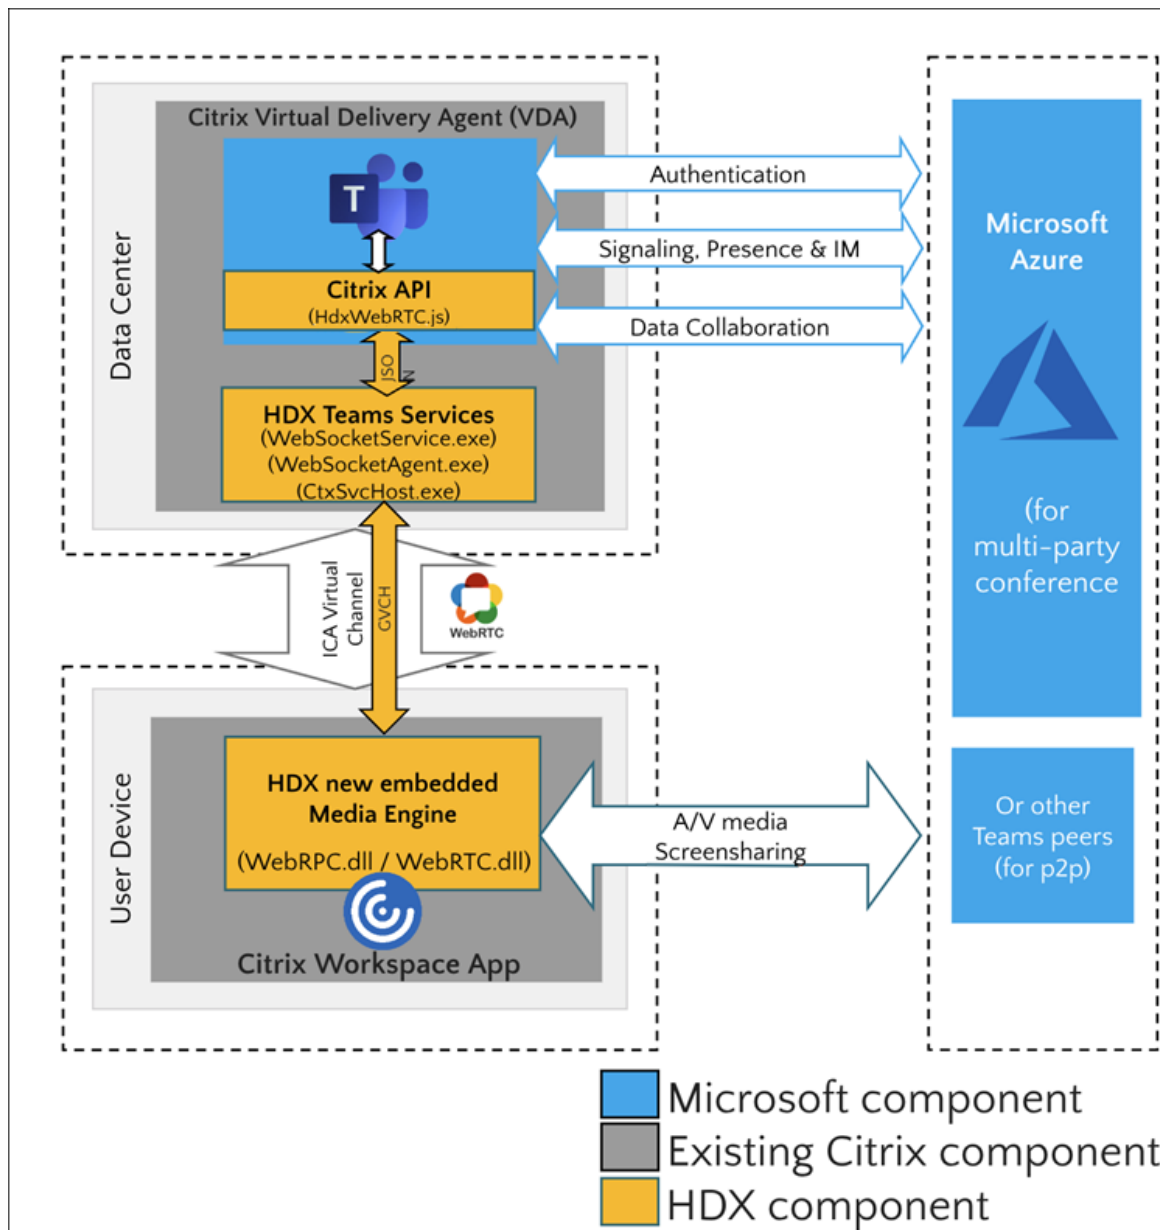 Citrix Virtual Delivery Agent (VDA)
T
Citrix API
(HdxWebRTC.js)
JSO
N
HDX Teams Services
(WebSocketService.exe)
(WebSocketAgent.exe)
(CtxSvcHost.exe)
Data Center
Authentication
Signaling, Presence & IM
Data Collaboration
Microsoft
Azure
(for
multi-party
conference
ICA Virtual
Channel
GVCH
WebRTC
User Device
HDX new embedded
Media Engine
(WebRPC.dll / WebRTC.dll)
Citrix Workspace App
A/V media
Screensharing
Or other
Teams peers
(for p2p)
Microsoft component
Existing Citrix component
HDX component